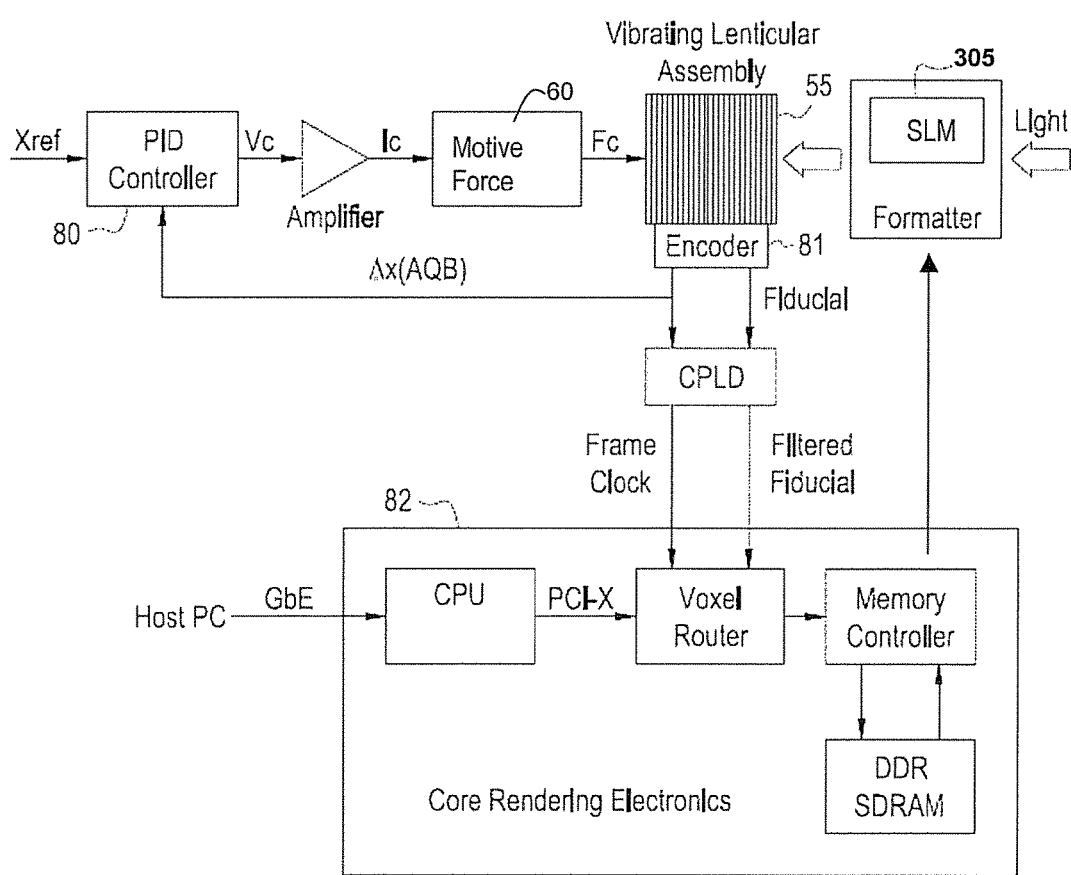 Vibrating Lenticular
Assembly
305
55
60
Xref
PID
Controller
Vc
Ic
Motive
Force
Fc
SLM
Light
Amplifier
Formatter
80
Encoder
81
Δx(AQB)
Fiducial
CPLD
Frame
Clock
Filtered
Fiducial
82
Host PC
GbE
CPU
PCI-X
Voxel
Router
Memory
Controller
DDR
SDRAM
Core Rendering Electronics